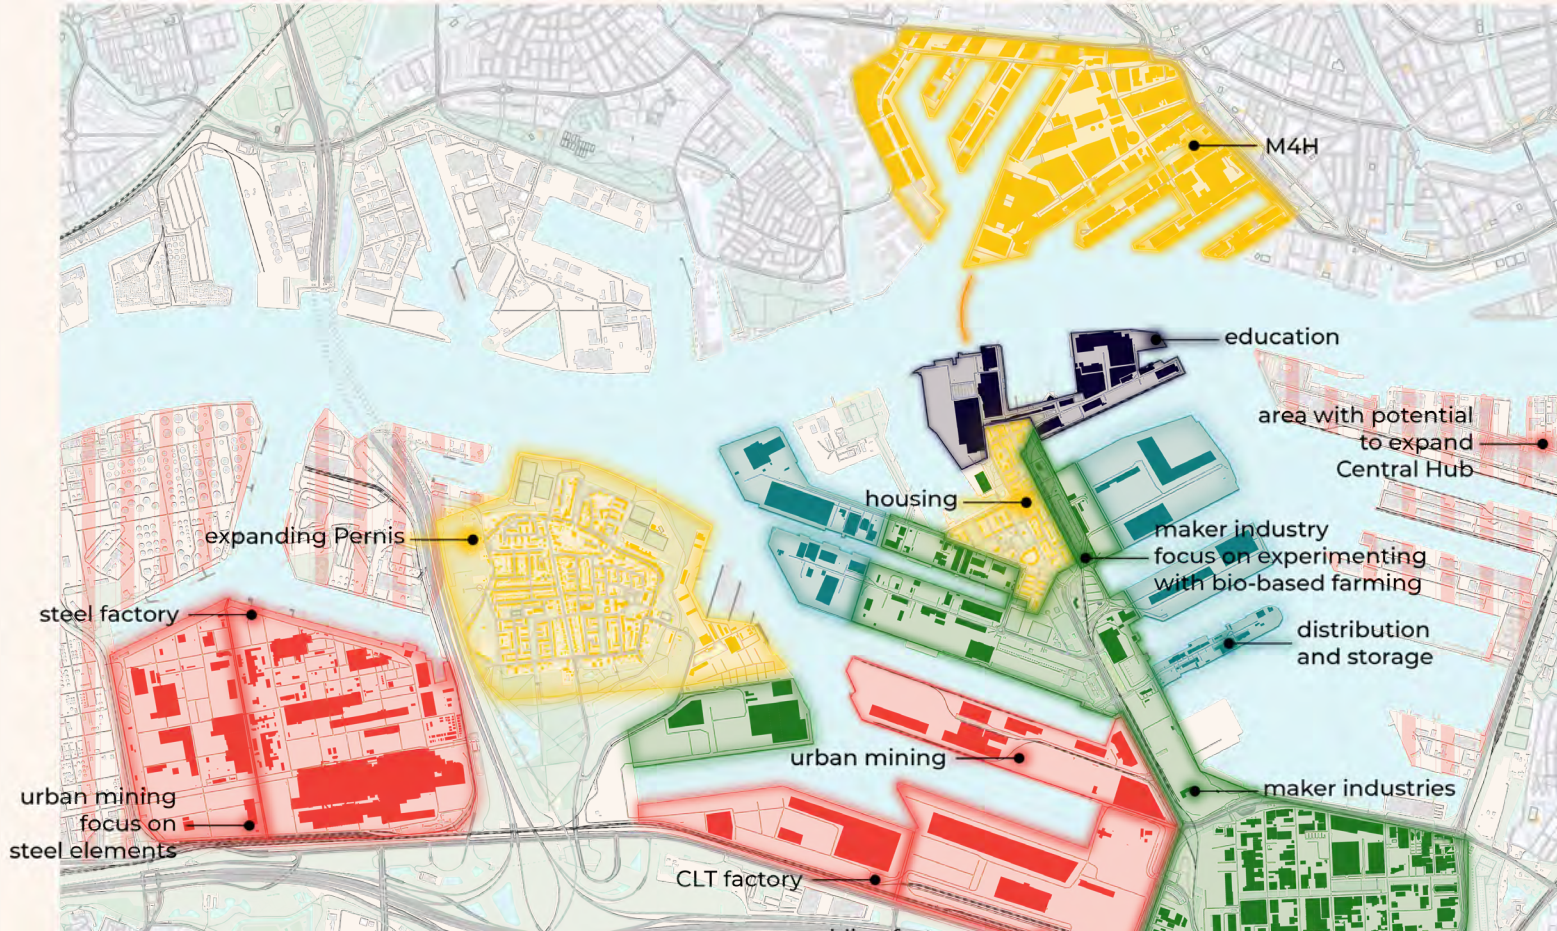 M4H
education
area with potential
to expand
Central Hub
housing
maker industry
focus on experimenting
with bio-based farming
expanding Pernis
steel factory
distribution
and storage
urban mining
maker industries
urban mining
focus on
steel elements
CLT factory